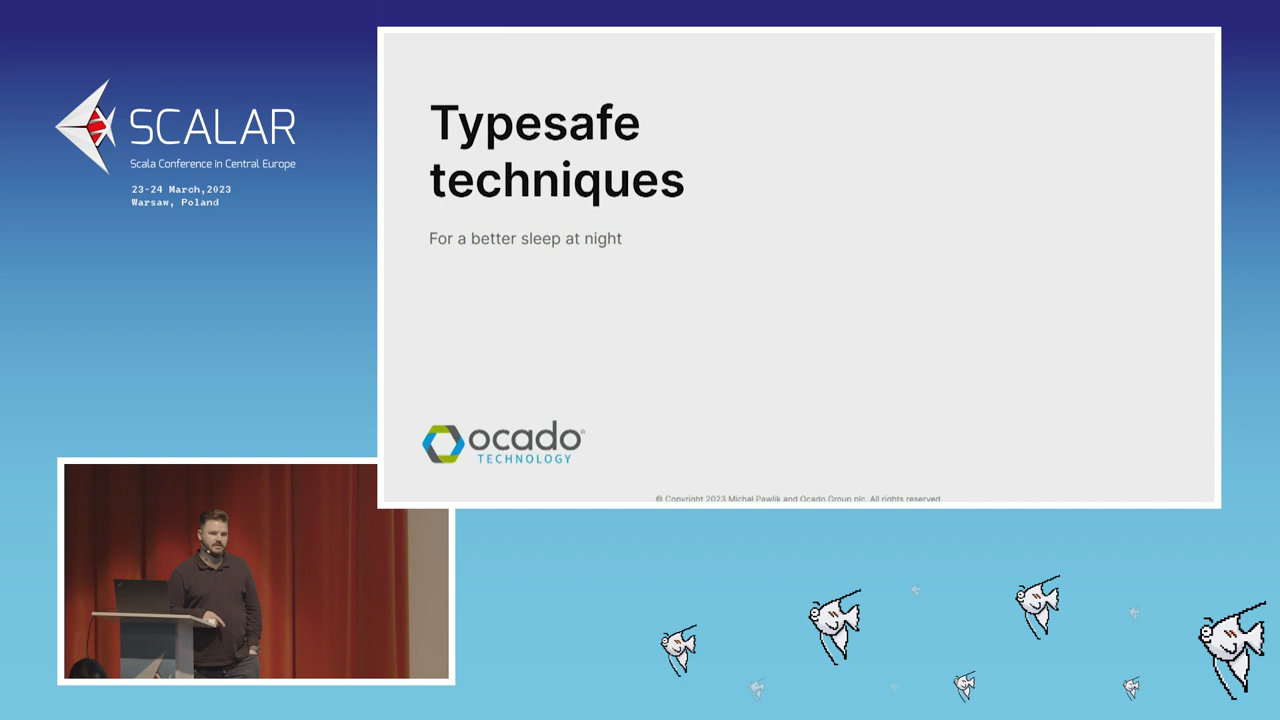 SCALAR
Scala Conference in Central Europe
23-24 March,2023
Warsaw, Poland
Typesafe
techniques
For a better sleep at night
ocado
TECHNOLOGY
© Copyright 2023 Michał Pawlik and Ocado Group plc. All rights reserved.